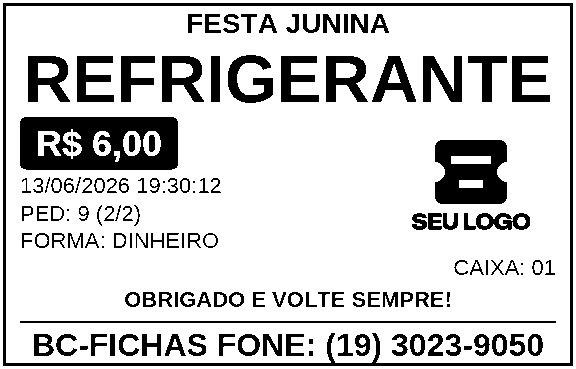 FESTA JUNINA
REFRIGERANTE
R$ 6,00
13/06/2026 19:30:12
PED: 9 (2/2)
FORMA: DINHEIRO
SEU LOGO
CAIXA: 01
OBRIGADO E VOLTE SEMPRE!
BC-FICHAS FONE: (19) 3023-9050